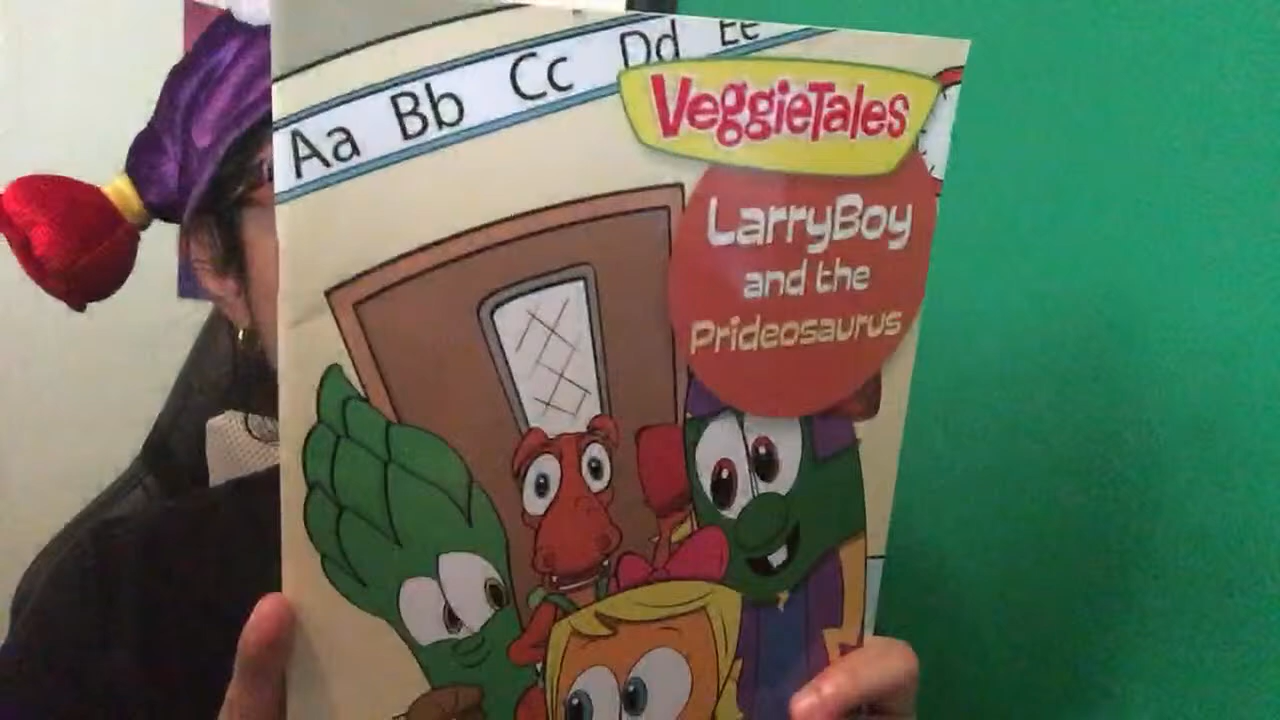 Aa Bb Cc Dd Ee
VeggieTales
LarryBoy
and the
Prideosaurus